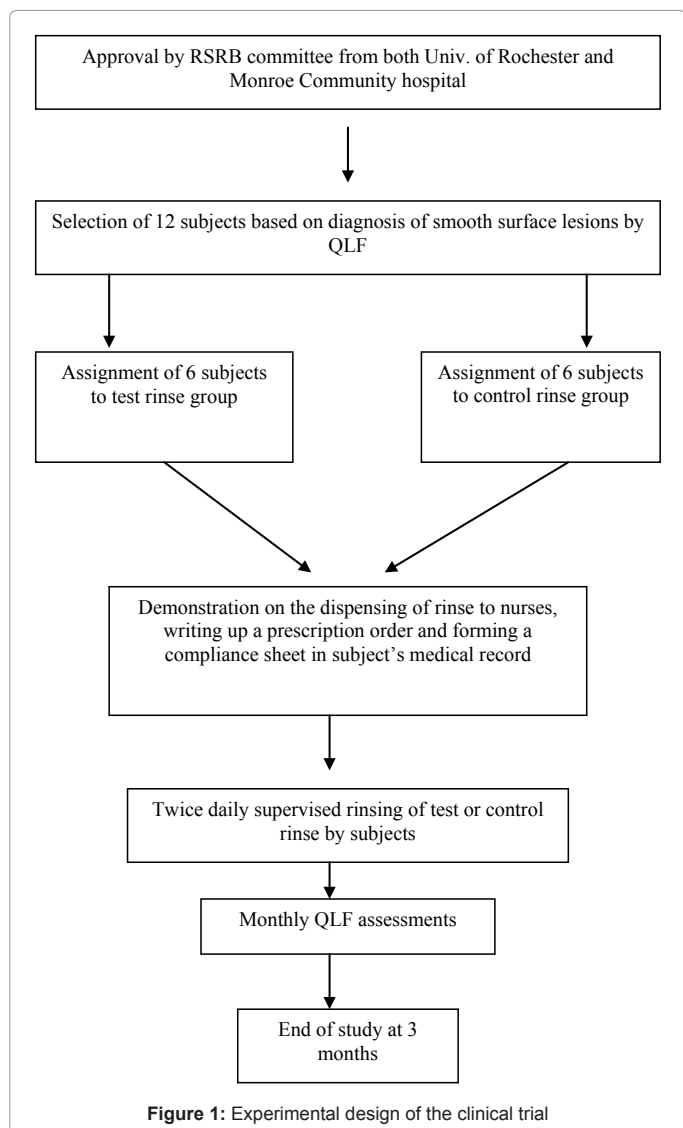 Approval by RSRB committee from both Univ. of Rochester and
Monroe Community hospital
Selection of 12 subjects based on diagnosis of smooth surface lesions by
QLF
Assignment of 6 subjects
to test rinse group
Assignment of 6 subjects
to control rinse group
Demonstration on the dispensing of rinse to nurses,
writing up a prescription order and forming a
compliance sheet in subject's medical record
Twice daily supervised rinsing of test or control
rinse by subjects
Monthly QLF assessments
End of study at 3
months
Figure 1: Experimental design of the clinical trial